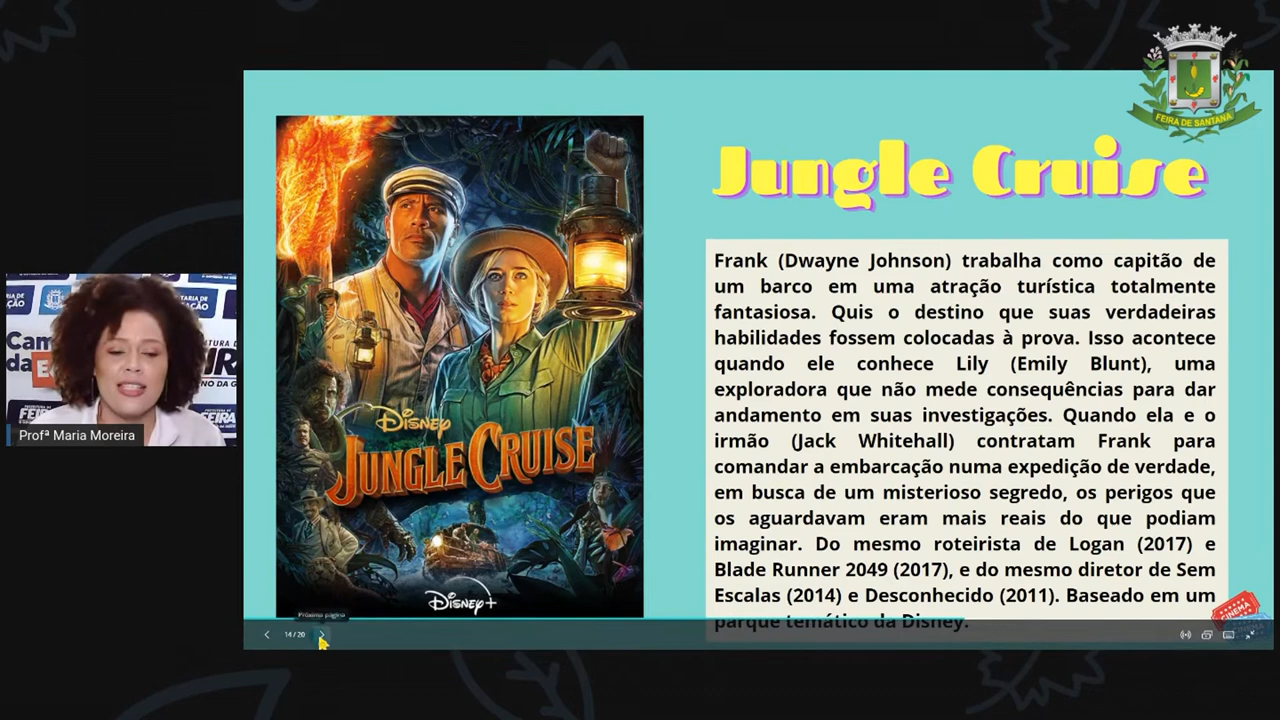 FEIRA DE SANTANA
Jungle Cruise
Frank (Dwayne Johnson) trabalha como capitão de
um barco em uma atração turística totalmente
fantasiosa. Quis o destino que suas verdadeiras
habilidades fossem colocadas à prova. Isso acontece
quando ele conhece Lily (Emily Blunt), uma
exploradora que não mede consequências para dar
andamento em suas investigações. Quando ela e o
irmão (Jack Whitehall) contratam Frank para
comandar a embarcação numa expedição de verdade,
em busca de um misterioso segredo, os perigos que
os aguardavam eram mais reais do que podiam
imaginar. Do mesmo roteirista de Logan (2017) e
Blade Runner 2049 (2017), e do mesmo diretor de Sem
Escalas (2014) e Desconhecido (2011). Baseado em um
parque temático da Disney.
DISNEY
JUNGLE CRUISE
DISNEY+
Profª Maria Moreira
Próxima página
14 / 20
CINEMA